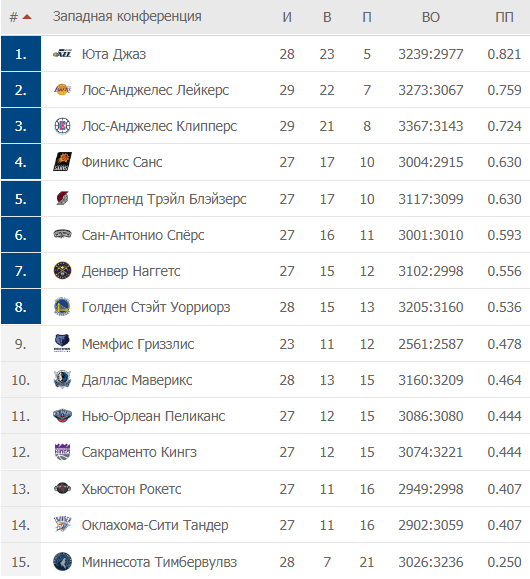 # Западная конференция И В П ВО ПП
1. Юта Джаз 28 23 5 3239:2977 0.821
2. Лос-Анджелес Лейкерс 29 22 7 3273:3067 0.759
3. Лос-Анджелес Клипперс 29 21 8 3367:3143 0.724
4. Финикс Санс 27 17 10 3004:2915 0.630
5. Портленд Трэйл Блэйзерс 27 17 10 3117:3099 0.630
6. Сан-Антонио Спёрс 27 16 11 3001:3010 0.593
7. Денвер Наггетс 27 15 12 3102:2998 0.556
8. Голден Стэйт Уорриорз 28 15 13 3205:3160 0.536
9. Мемфис Гриззлис 23 11 12 2561:2587 0.478
10. Даллас Маверикс 28 13 15 3160:3209 0.464
11. Нью-Орлеан Пеликанс 27 12 15 3086:3080 0.444
12. Сакраменто Кингз 27 12 15 3074:3221 0.444
13. Хьюстон Рокетс 27 11 16 2949:2998 0.407
14. Оклахома-Сити Тандер 27 11 16 2902:3059 0.407
15. Миннесота Тимбервулвз 28 7 21 3026:3236 0.250